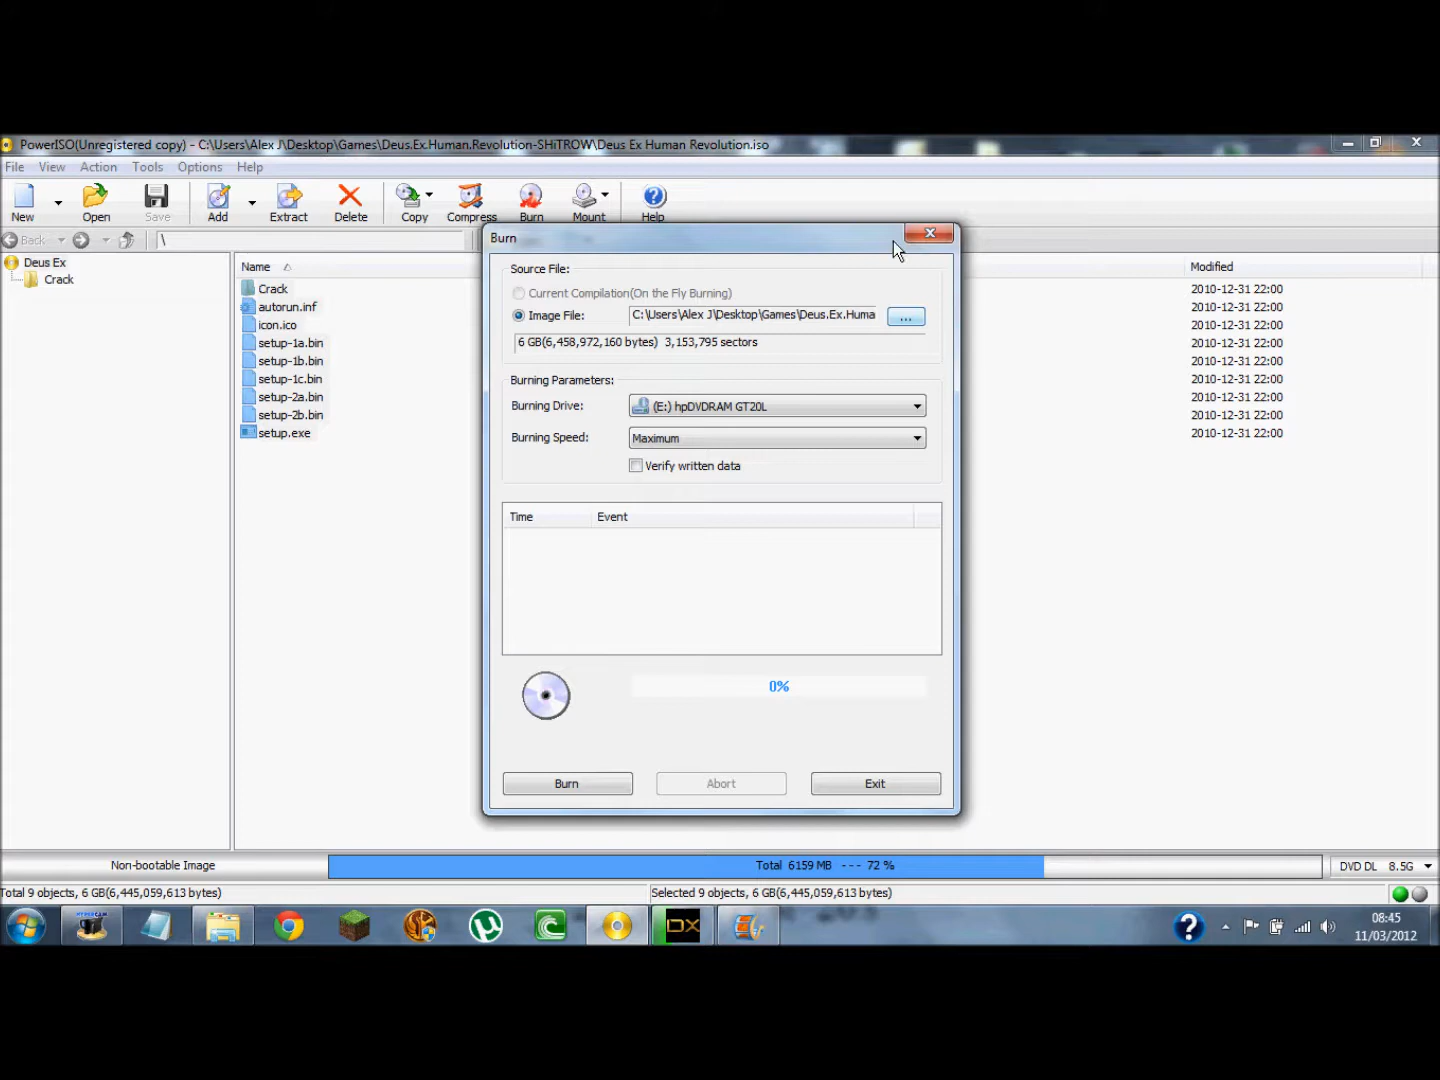 PowerISO(Unregistered copy) - C:\Users\Alex J\Desktop\Games\Deus.Ex.Human.Revolution-SHiTROW\Deus Ex Human Revolution.iso
File View Action Tools Options Help
New Open Save Add Extract Delete Copy Compress Burn Mount Help
Back \
Deus Ex
Crack
Name Modified
Crack 2010-12-31 22:00
autorun.inf 2010-12-31 22:00
icon.ico 2010-12-31 22:00
setup-1a.bin 2010-12-31 22:00
setup-1b.bin 2010-12-31 22:00
setup-1c.bin 2010-12-31 22:00
setup-2a.bin 2010-12-31 22:00
setup-2b.bin 2010-12-31 22:00
setup.exe 2010-12-31 22:00
Burn
Source File:
Current Compilation(On the Fly Burning)
Image File: C:\Users\Alex J\Desktop\Games\Deus.Ex.Huma ...
6 GB(6,458,972,160 bytes) 3,153,795 sectors
Burning Parameters:
Burning Drive: (E:) hpDVDRAM GT20L
Burning Speed: Maximum
Verify written data
Time Event
0%
Burn Abort Exit
Non-bootable Image Total 6159 MB --- 72 % DVD DL 8.5G
Total 9 objects, 6 GB(6,445,059,613 bytes) Selected 9 objects, 6 GB(6,445,059,613 bytes)
HYPERCAM DX 08:45
11/03/2012